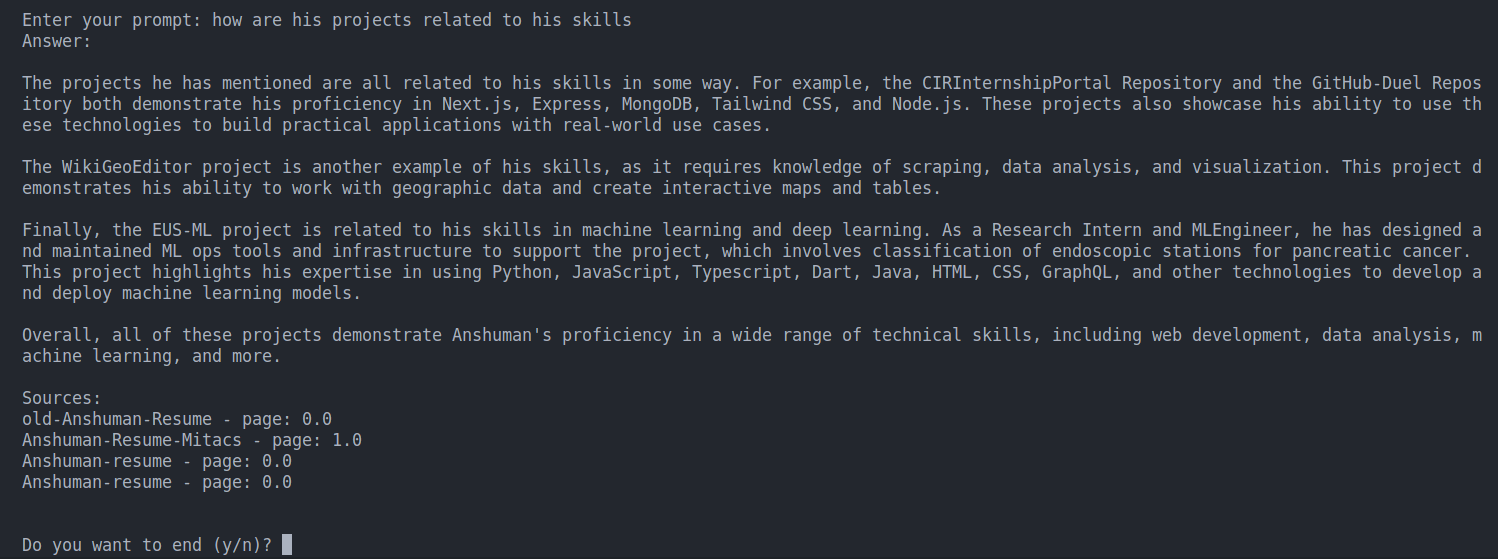 Enter your prompt: how are his projects related to his skills
Answer:

The projects he has mentioned are all related to his skills in some way. For example, the CIRInternshipPortal Repository and the GitHub-Duel Repos
itory both demonstrate his proficiency in Next.js, Express, MongoDB, Tailwind CSS, and Node.js. These projects also showcase his ability to use th
ese technologies to build practical applications with real-world use cases.

The WikiGeoEditor project is another example of his skills, as it requires knowledge of scraping, data analysis, and visualization. This project d
emonstrates his ability to work with geographic data and create interactive maps and tables.

Finally, the EUS-ML project is related to his skills in machine learning and deep learning. As a Research Intern and MLEngineer, he has designed a
nd maintained ML ops tools and infrastructure to support the project, which involves classification of endoscopic stations for pancreatic cancer.
This project highlights his expertise in using Python, JavaScript, Typescript, Dart, Java, HTML, CSS, GraphQL, and other technologies to develop a
nd deploy machine learning models.

Overall, all of these projects demonstrate Anshuman's proficiency in a wide range of technical skills, including web development, data analysis, m
achine learning, and more.

Sources:
old-Anshuman-Resume - page: 0.0
Anshuman-Resume-Mitacs - page: 1.0
Anshuman-resume - page: 0.0
Anshuman-resume - page: 0.0

Do you want to end (y/n)?